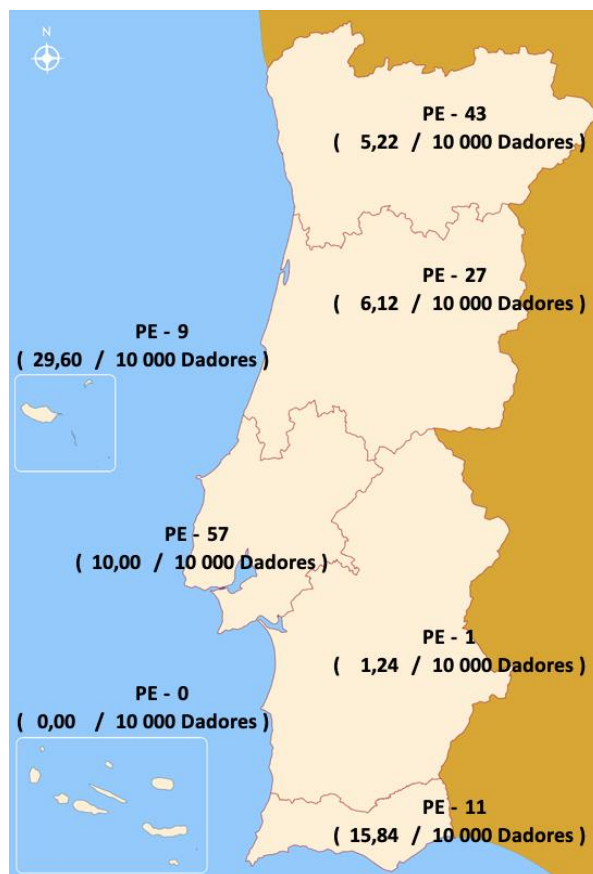 N
PE - 43
( 5,22 / 10 000 Dadores )
PE - 27
( 6,12 / 10 000 Dadores )
PE - 9
( 29,60 / 10 000 Dadores )
PE - 57
( 10,00 / 10 000 Dadores )
PE - 1
( 1,24 / 10 000 Dadores )
PE - 0
( 0,00 / 10 000 Dadores )
PE - 11
( 15,84 / 10 000 Dadores )